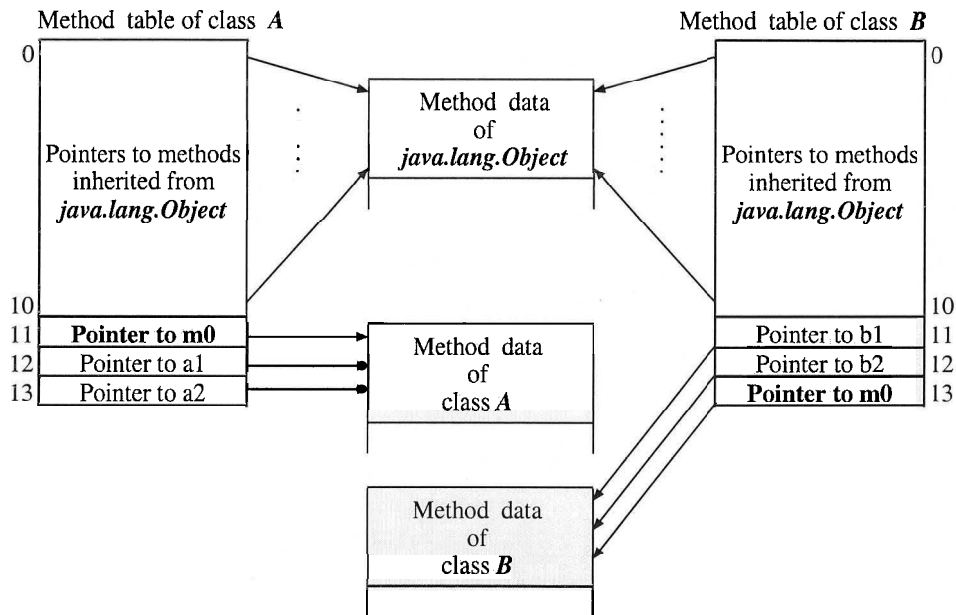 Method table of class A
0
Pointers to methods
inherited from
java.lang.Object
10
11 Pointer to m0
12 Pointer to a1
13 Pointer to a2
Method data
of
java.lang.Object
Method data
of
class A
Method data
of
class B
Method table of class B
0
Pointers to methods
inherited from
java.lang.Object
10
Pointer to b1 11
Pointer to b2 12
Pointer to m0 13